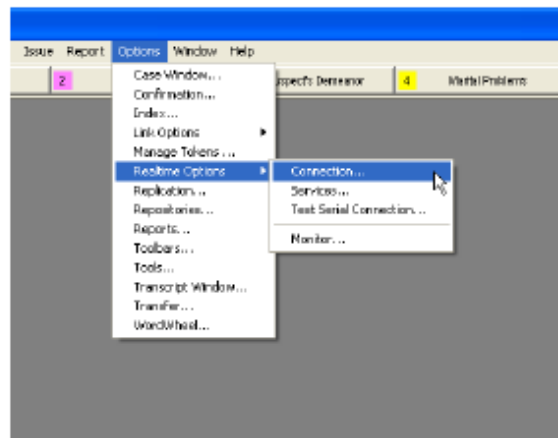 Issue Report Options Window Help
2 Suspect's Demeanor 4 Marital Problems
Case Window...
Confirmation...
Index...
Link Options
Manage Tokens ...
Realtime Options
Replication...
Repositories...
Reports...
Toolbars...
Tools...
Transcript Window...
Transfer...
WordWheel...
Connection...
Services...
Test Serial Connection...
Monitor...